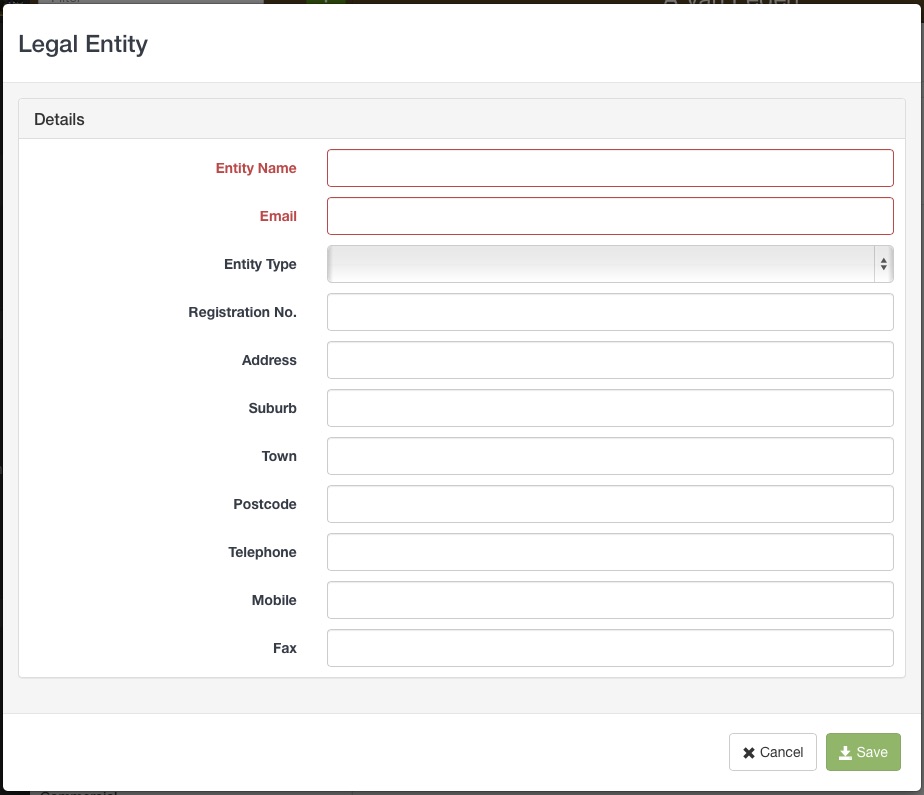 Legal Entity
Details
Entity Name
Email
Entity Type
Registration No.
Address
Suburb
Town
Postcode
Telephone
Mobile
Fax
Cancel
Save